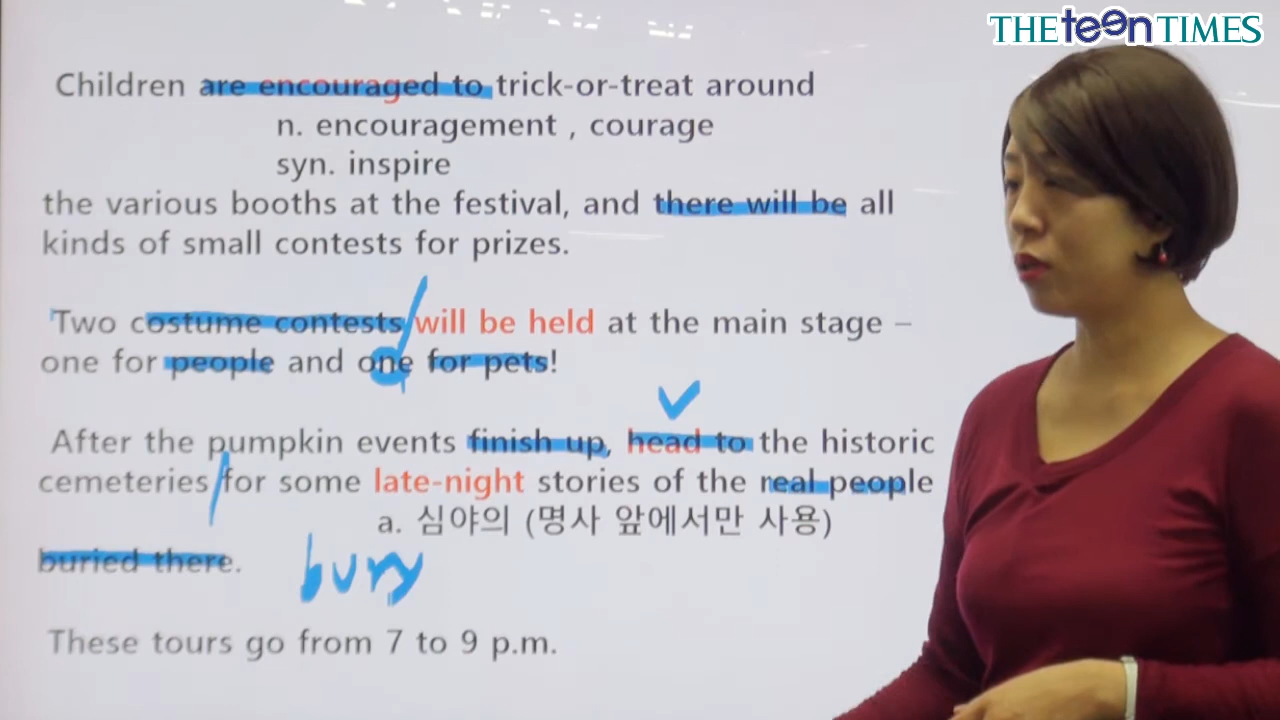 THE teen TIMES
Children are encouraged to trick-or-treat around
n. encouragement , courage
syn. inspire
the various booths at the festival, and there will be all
kinds of small contests for prizes.
Two costume contests will be held at the main stage –
one for people and one for pets!
After the pumpkin events finish up, head to the historic
cemeteries for some late-night stories of the real people
a. 심야의 (명사 앞에서만 사용)
buried there.
bury
These tours go from 7 to 9 p.m.